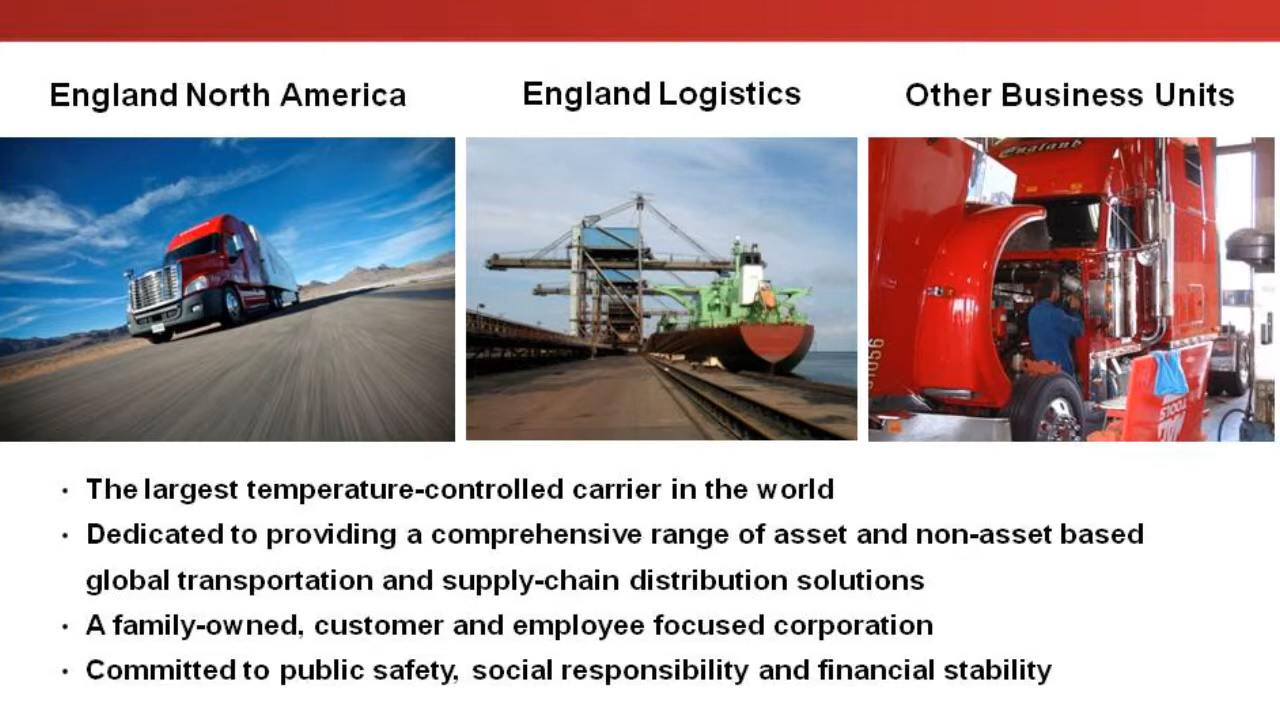 England North America
England Logistics
Other Business Units
England
51056
• The largest temperature-controlled carrier in the world
• Dedicated to providing a comprehensive range of asset and non-asset based
global transportation and supply-chain distribution solutions
• A family-owned, customer and employee focused corporation
• Committed to public safety, social responsibility and financial stability